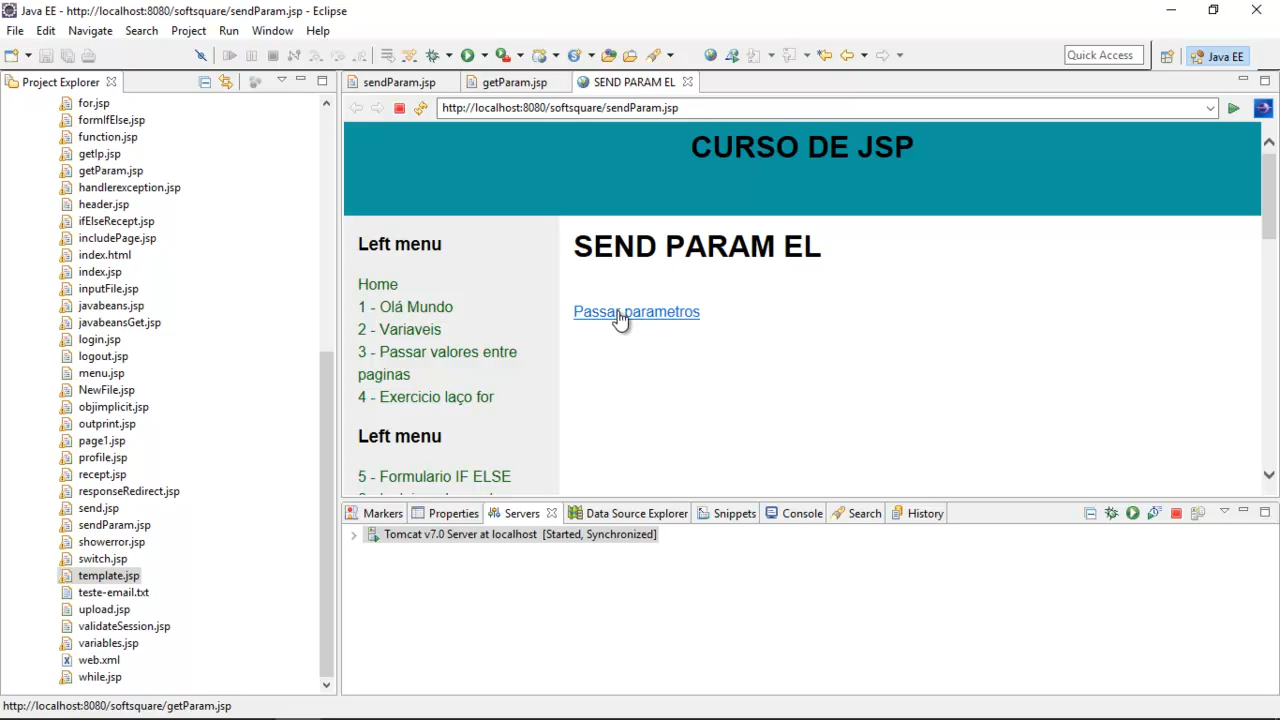 Java EE - http://localhost:8080/softsquare/sendParam.jsp - Eclipse
File Edit Navigate Search Project Run Window Help
Quick Access
Java EE
Project Explorer
sendParam.jsp
getParam.jsp
SEND PARAM EL
http://localhost:8080/softsquare/sendParam.jsp
for.jsp
formIfElse.jsp
function.jsp
getIp.jsp
getParam.jsp
handlerexception.jsp
header.jsp
ifElseRecept.jsp
includePage.jsp
index.html
index.jsp
inputFile.jsp
javabeans.jsp
javabeansGet.jsp
login.jsp
logout.jsp
menu.jsp
NewFile.jsp
objimplicit.jsp
outprint.jsp
page1.jsp
profile.jsp
recept.jsp
responseRedirect.jsp
send.jsp
sendParam.jsp
showerror.jsp
switch.jsp
template.jsp
teste-email.txt
upload.jsp
validateSession.jsp
variables.jsp
web.xml
while.jsp
CURSO DE JSP
Left menu
Home
1 - Olá Mundo
2 - Variaveis
3 - Passar valores entre
paginas
4 - Exercicio laço for
Left menu
5 - Formulario IF ELSE
SEND PARAM EL
Passar parametros
Markers Properties Servers Data Source Explorer Snippets Console Search History
Tomcat v7.0 Server at localhost [Started, Synchronized]
http://localhost:8080/softsquare/getParam.jsp